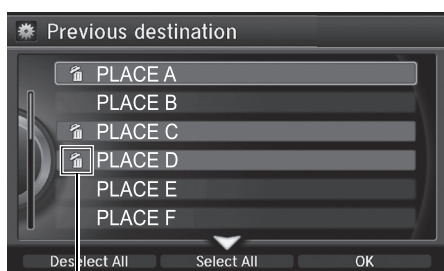 Previous destination
PLACE A
PLACE B
PLACE C
PLACE D
PLACE E
PLACE F
Deselect All Select All OK